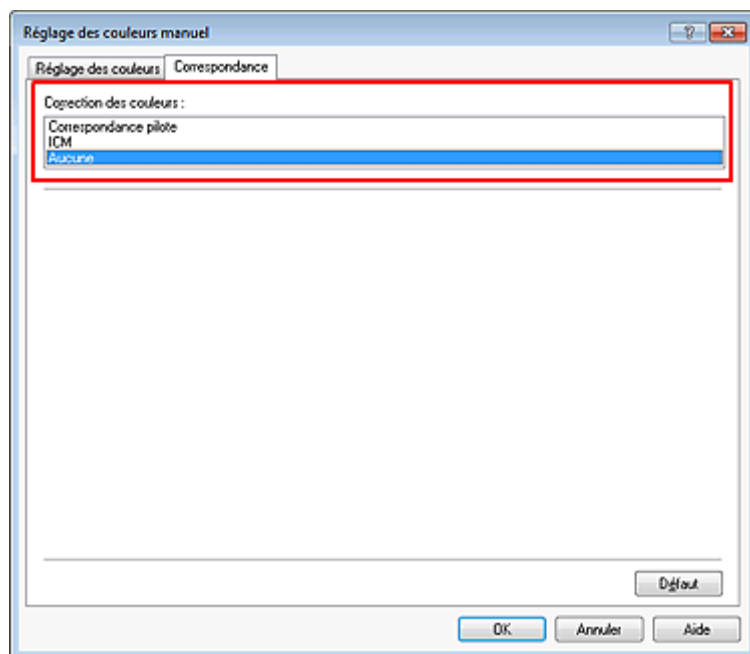 Réglage des couleurs manuel
Réglage des couleurs
Correspondance
Correction des couleurs :
Correspondance pilote
ICM
Aucune
Défaut
OK
Annuler
Aide